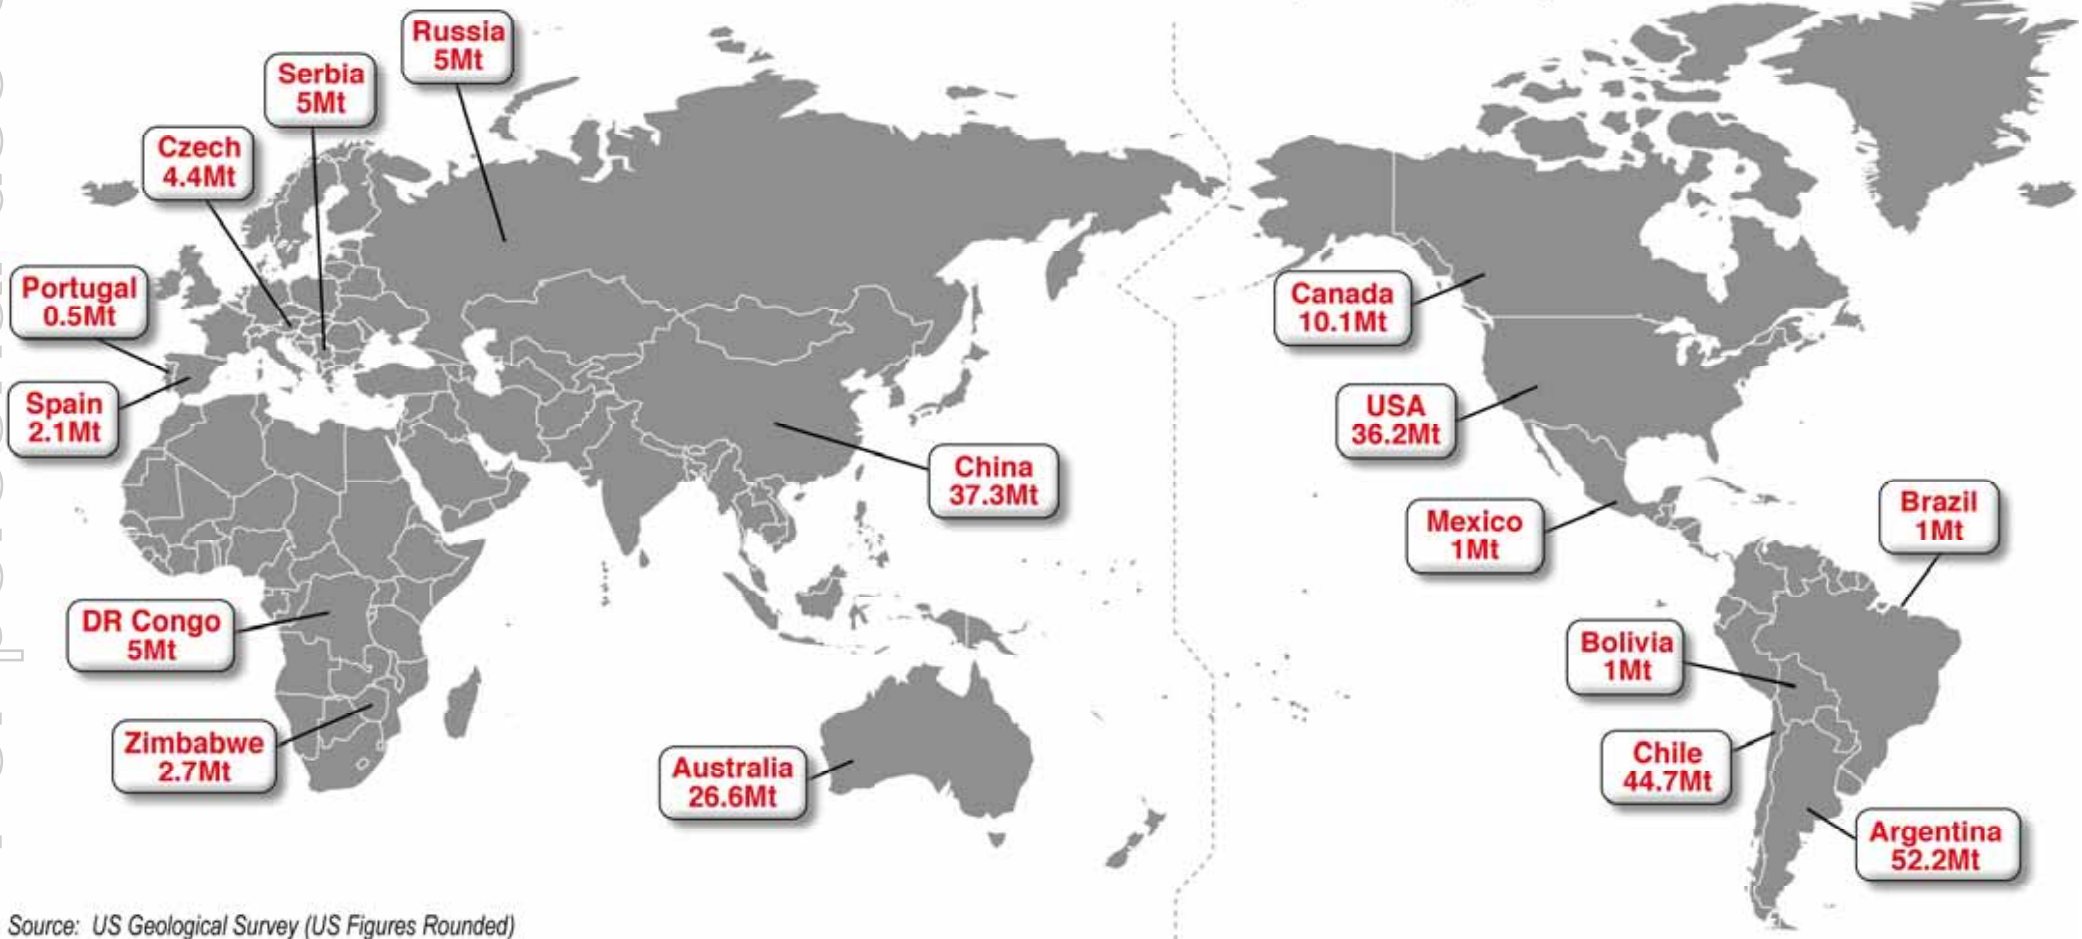 Russia
5Mt
Serbia
5Mt
Czech
4.4Mt
Portugal
0.5Mt
Spain
2.1Mt
China
37.3Mt
DR Congo
5Mt
Zimbabwe
2.7Mt
Australia
26.6Mt
Canada
10.1Mt
USA
36.2Mt
Mexico
1Mt
Brazil
1Mt
Bolivia
1Mt
Chile
44.7Mt
Argentina
52.2Mt
Source: US Geological Survey (US Figures Rounded)